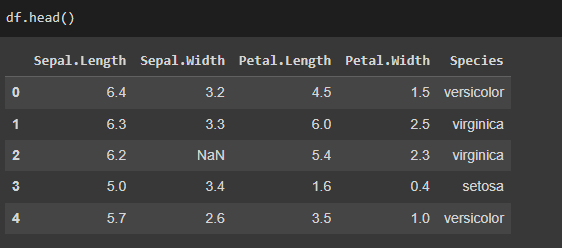 df.head()
Sepal.Length Sepal.Width Petal.Length Petal.Width Species
0 6.4 3.2 4.5 1.5 versicolor
1 6.3 3.3 6.0 2.5 virginica
2 6.2 NaN 5.4 2.3 virginica
3 5.0 3.4 1.6 0.4 setosa
4 5.7 2.6 3.5 1.0 versicolor